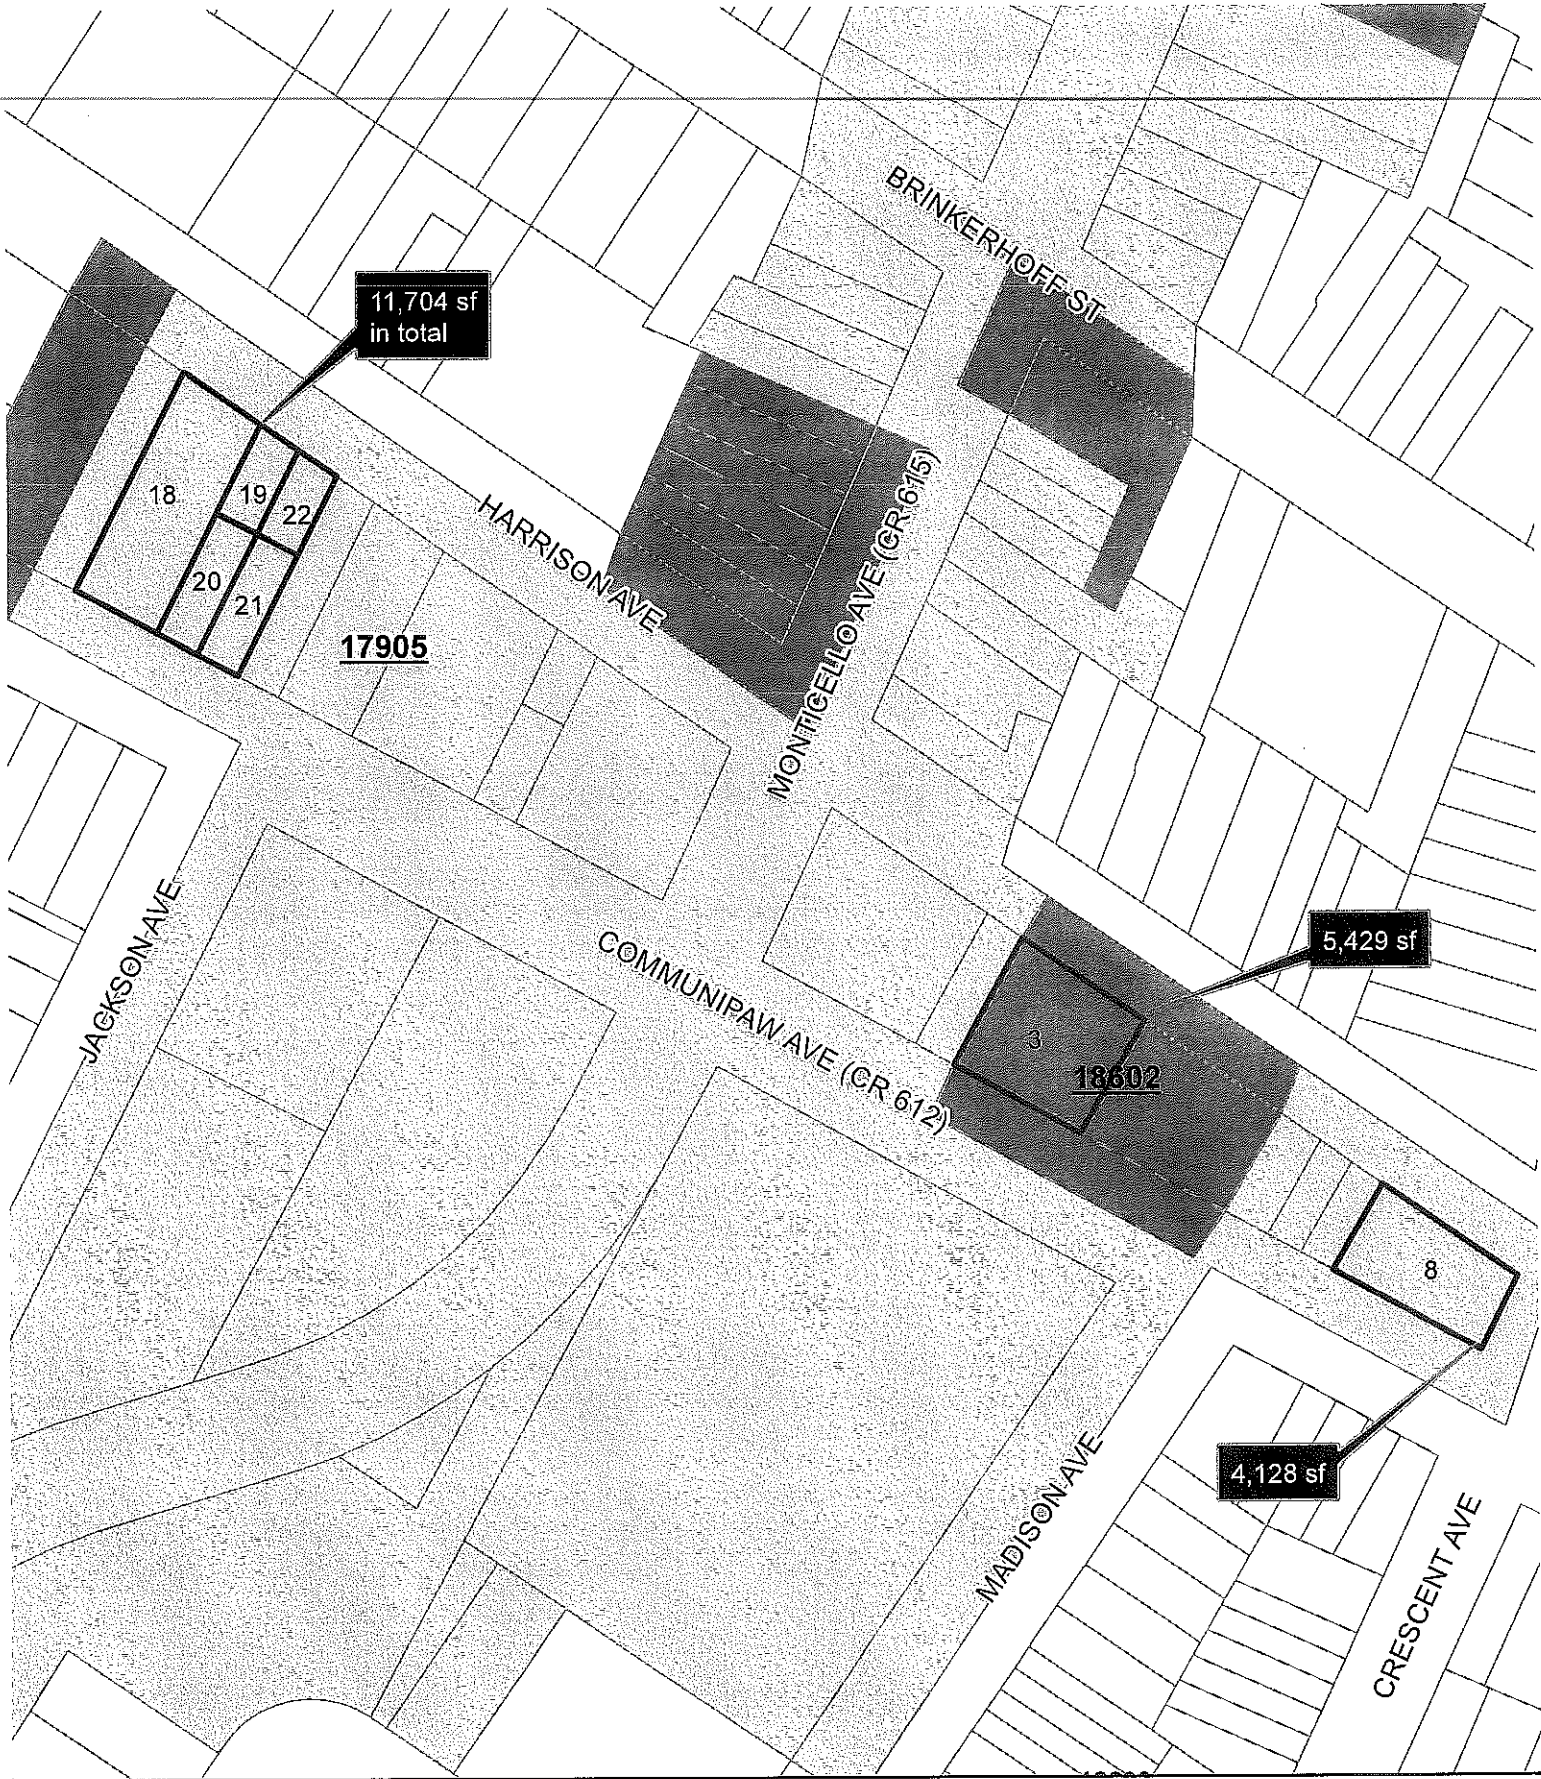 BRINKERHOFF ST
11,704 sf
in total
18
19
22
HARRISON AVE
MONTICELLO AVE (CR 615)
20
21
17905
JACKSON AVE
COMMUNIPAW AVE (CR 612)
5,429 sf
3
18602
8
4,128 sf
MADISON AVE
CRESCENT AVE